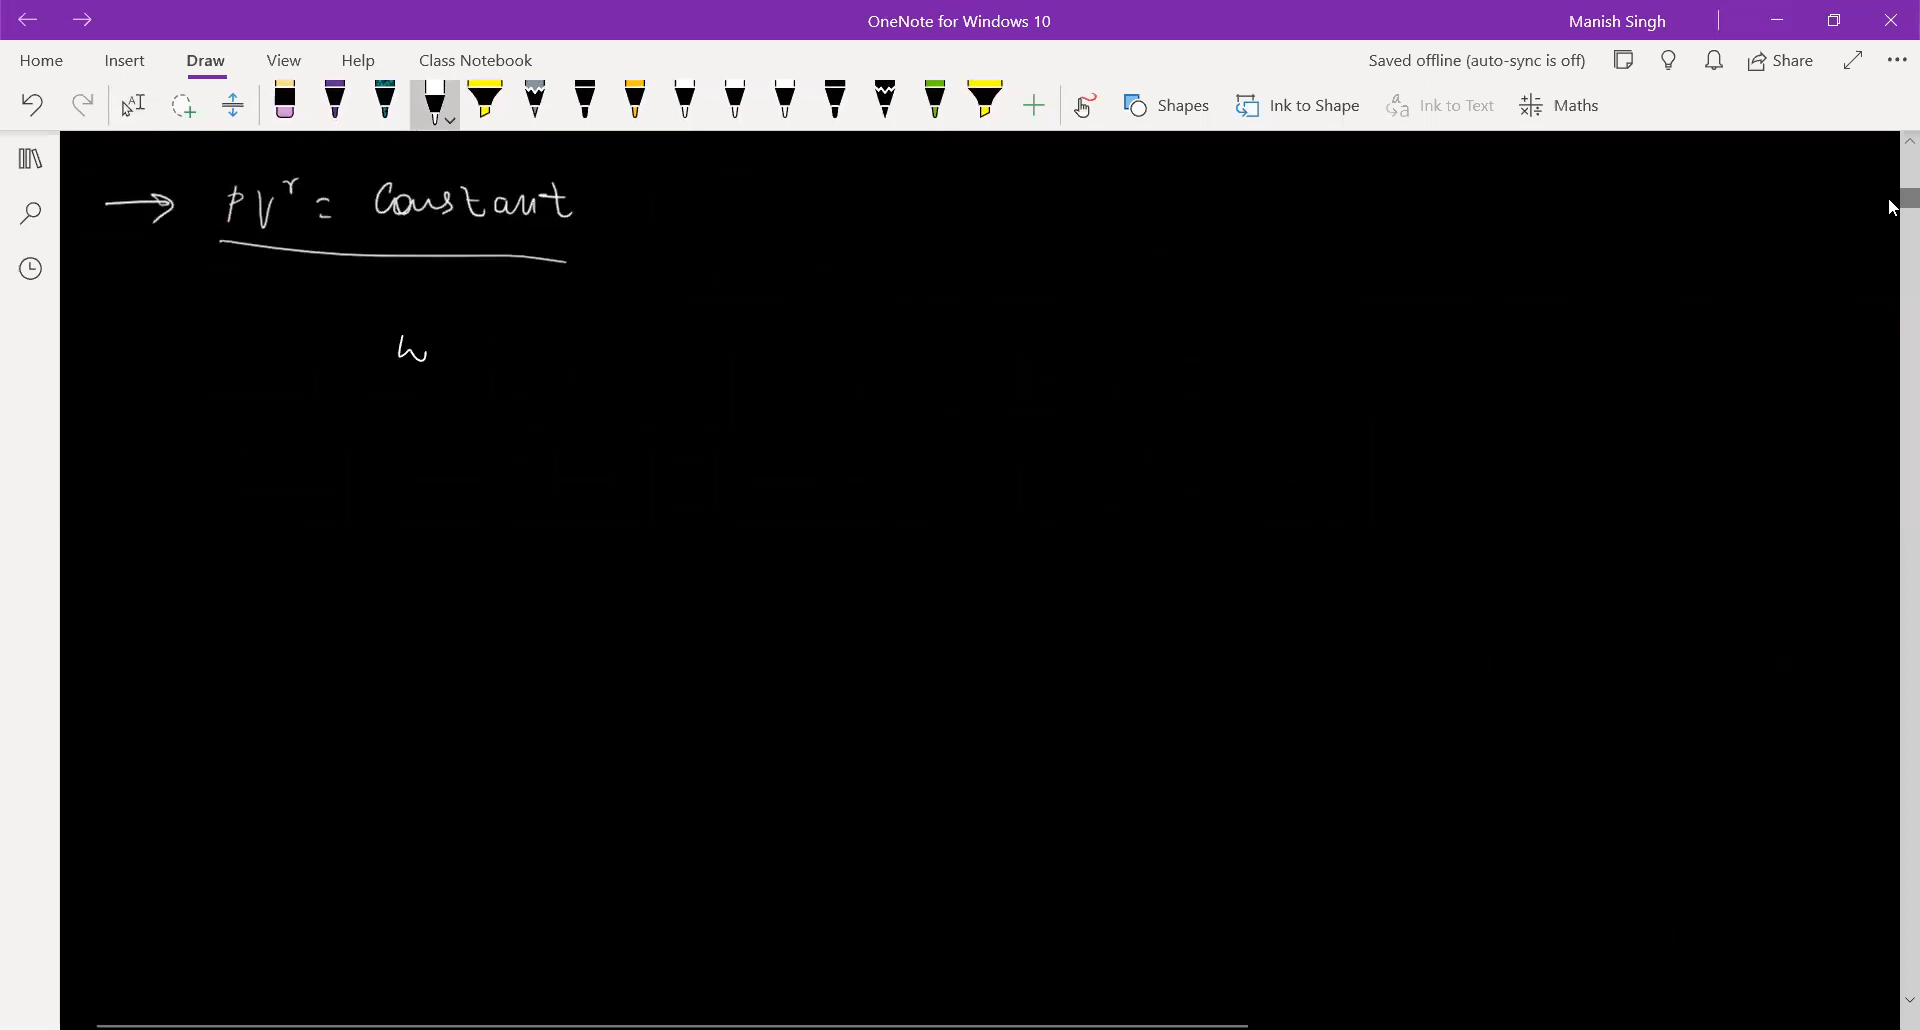 OneNote for Windows 10
Manish Singh
Home Insert Draw View Help Class Notebook
Saved offline (auto-sync is off) Share
Shapes Ink to Shape Ink to Text Maths
→ PVʳ = Constant